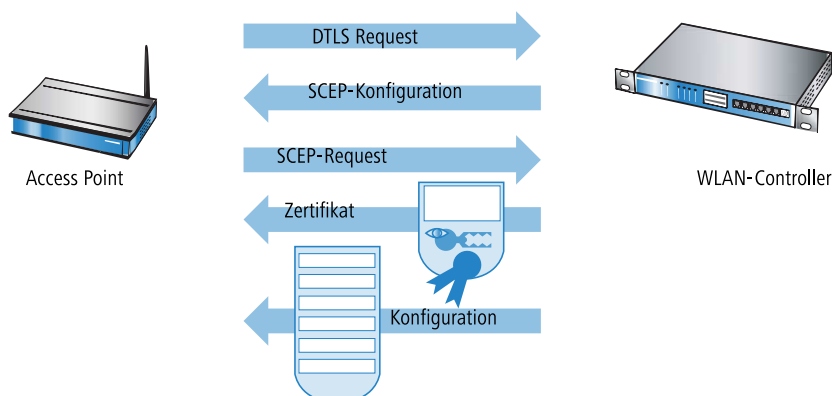 DTLS Request
SCEP-Konfiguration
SCEP-Request
Access Point
WLAN-Controller
Zertifikat
Konfiguration